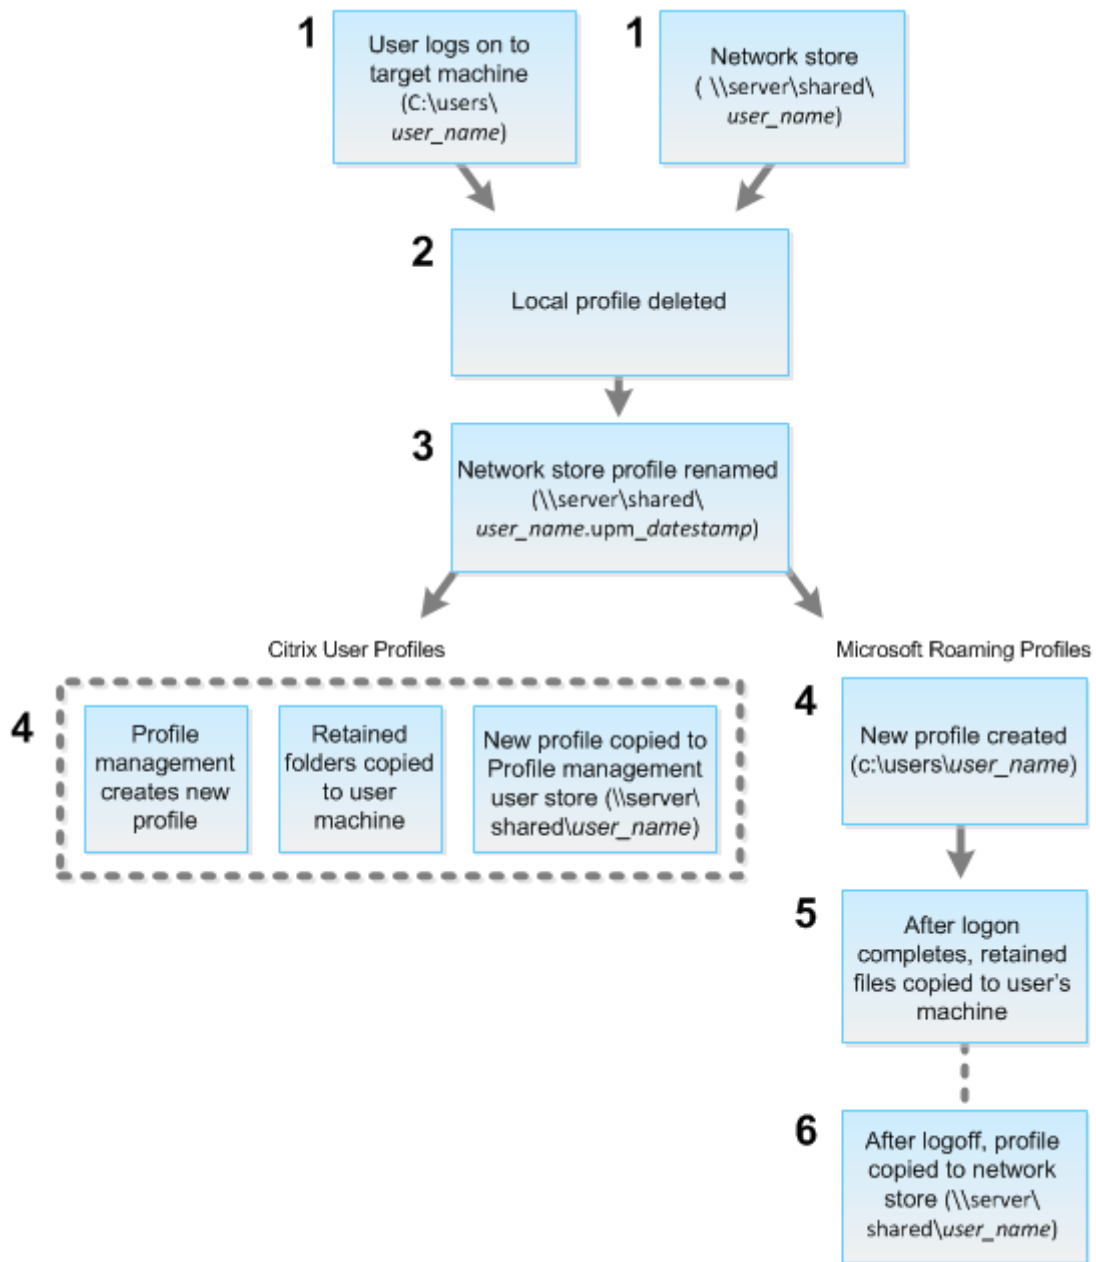 1
User logs on to
target machine
(C:\users\
user_name)
1
Network store
( \\server\shared\
user_name)
2
Local profile deleted
3
Network store profile renamed
(\\server\shared\
user_name.upm_datestamp)
Citrix User Profiles
4
Profile
management
creates new
profile
Retained
folders copied
to user
machine
New profile copied to
Profile management
user store (\\server\
shared\user_name)
Microsoft Roaming Profiles
4
New profile created
(c:\users\user_name)
5
After logon
completes, retained
files copied to user's
machine
6
After logoff, profile
copied to network
store (\\server\
shared\user_name)